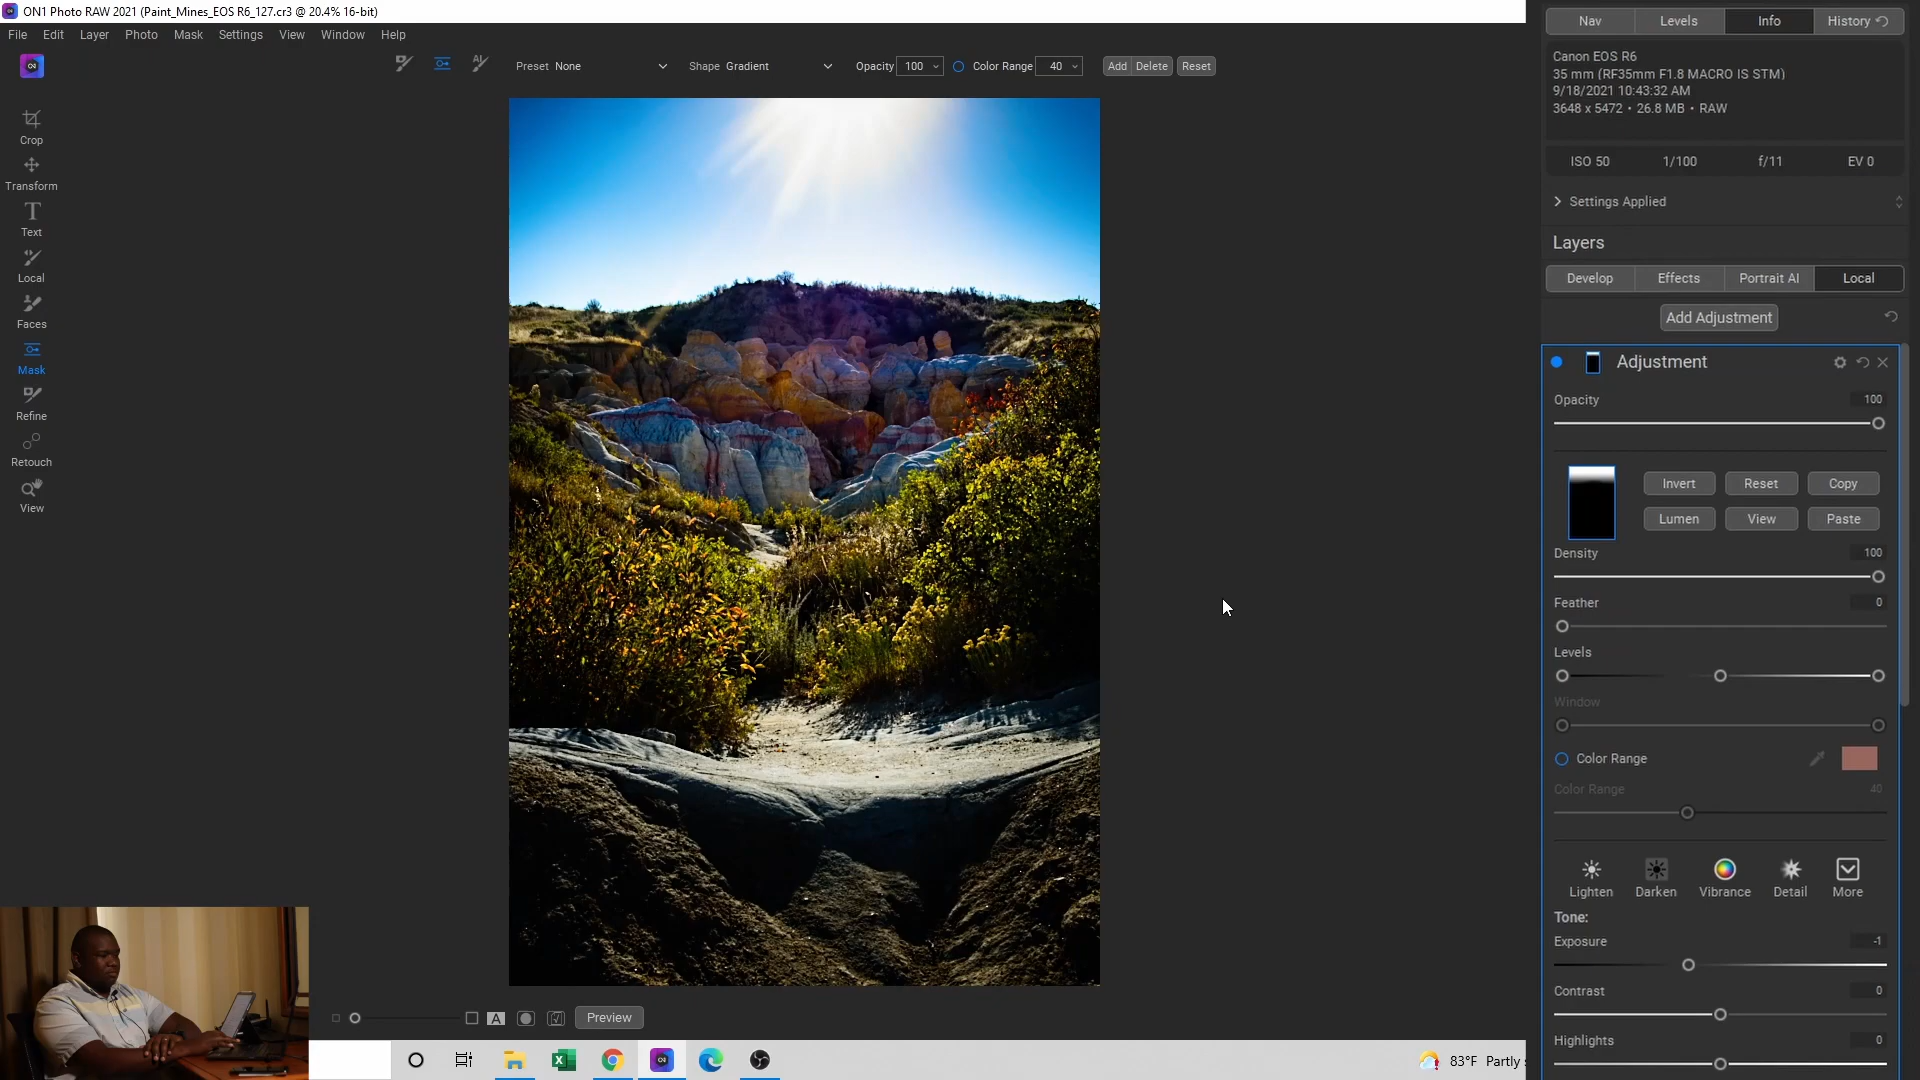 ON1 Photo RAW 2021 (Paint_Mines_EOS R6_127.cr3 @ 20.4% 16-bit)
File Edit Layer Photo Mask Settings View Window Help
Preset None Shape Gradient Opacity 100 Color Range 40 Add Delete Reset
Crop
Transform
Text
Local
Faces
Mask
Refine
Retouch
View
Nav Levels Info History
Canon EOS R6
35 mm (RF35mm F1.8 MACRO IS STM)
9/18/2021 10:43:32 AM
3648 x 5472 • 26.8 MB • RAW
ISO 50 1/100 f/11 EV 0
Settings Applied
Layers
Develop Effects Portrait AI Local
Add Adjustment
Adjustment
Opacity 100
Invert Reset Copy
Lumen View Paste
Density 100
Feather 0
Levels
Window
Color Range
Color Range 40
Lighten Darken Vibrance Detail More
Tone:
Exposure -1
Contrast 0
Highlights 0
A Preview
83°F Partly